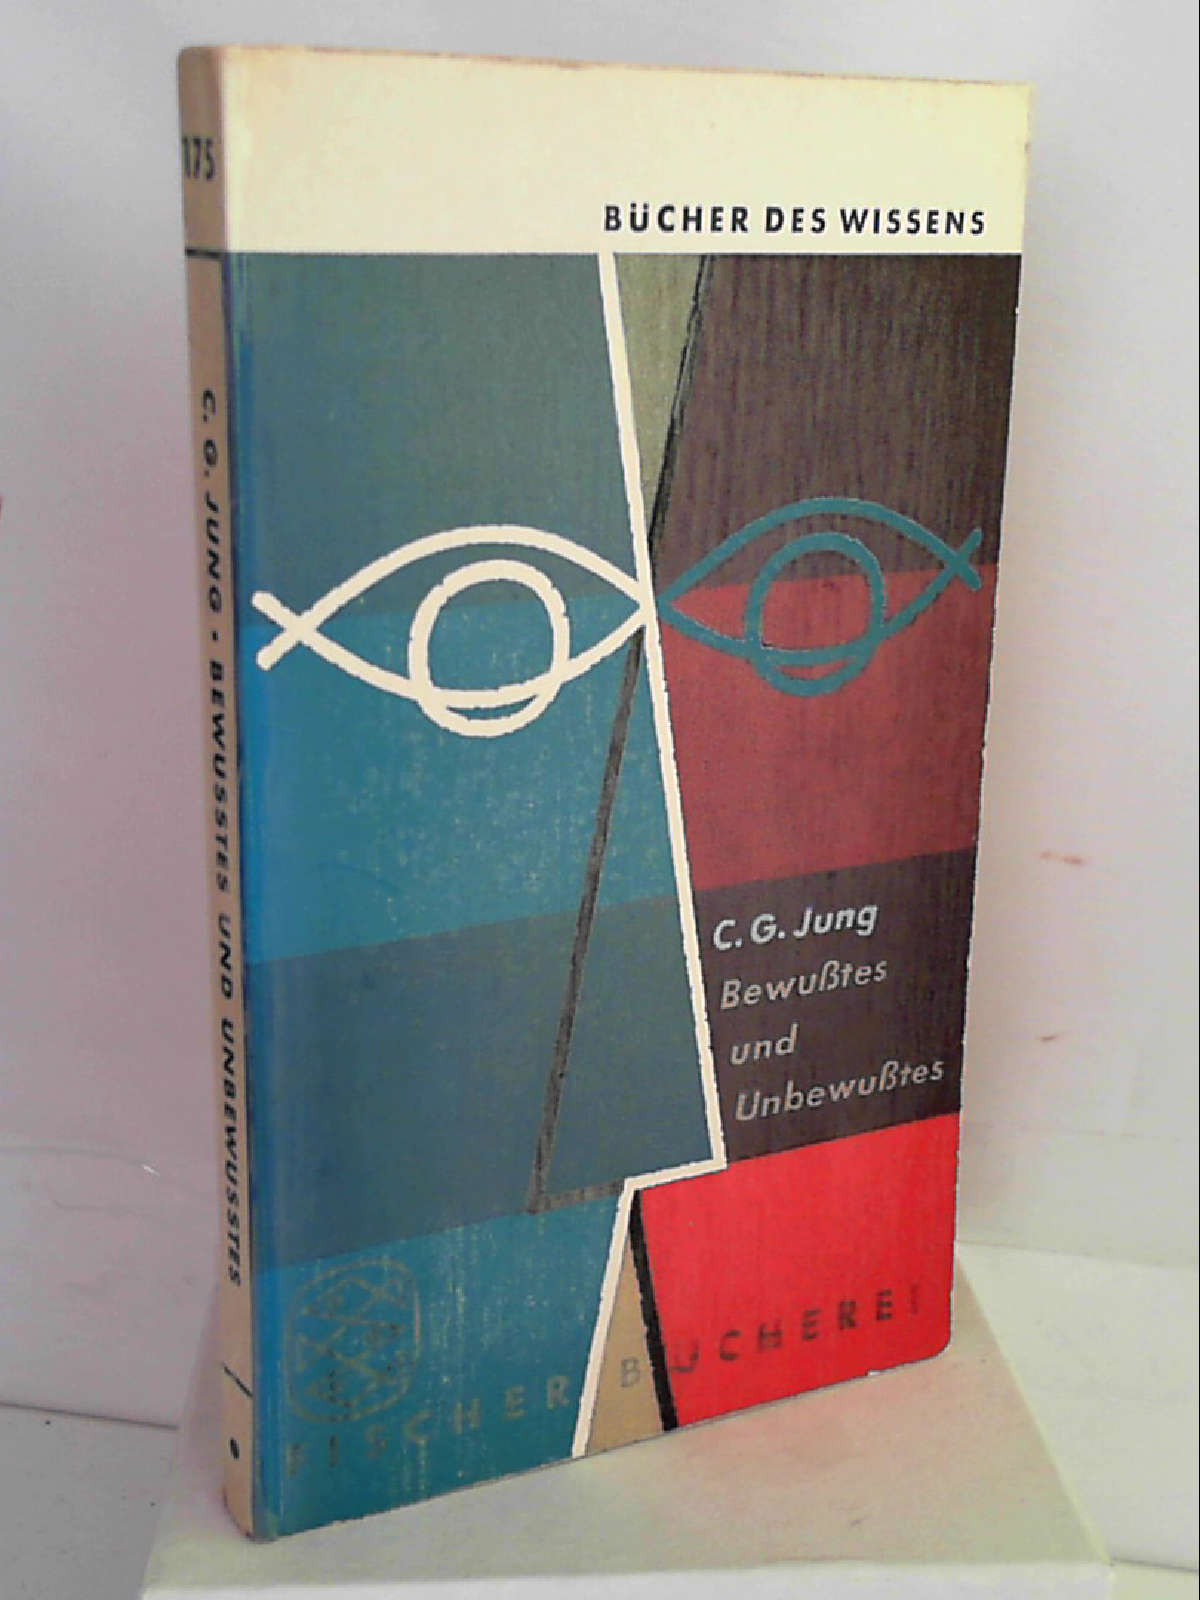 175
C. G. JUNG · BEWUSSTES UND UNBEWUSSTES
BÜCHER DES WISSENS
C. G. Jung
Bewußtes
und
Unbewußtes
FISCHER BÜCHEREI